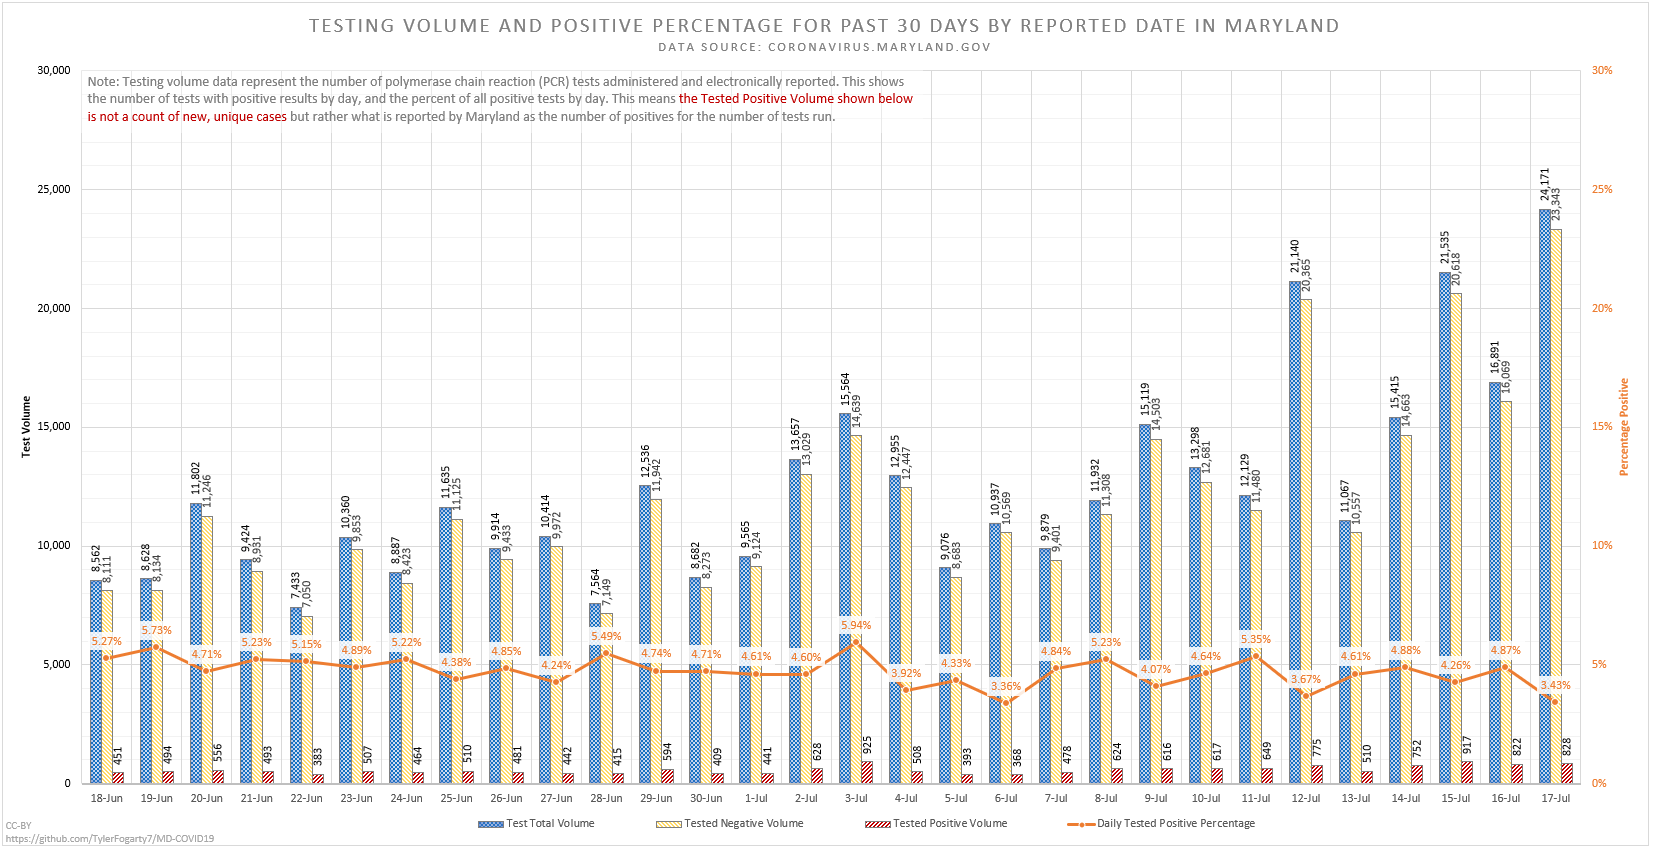 TESTING VOLUME AND POSITIVE PERCENTAGE FOR PAST 30 DAYS BY REPORTED DATE IN MARYLAND
DATA SOURCE: CORONAVIRUS.MARYLAND.GOV
Note: Testing volume data represent the number of polymerase chain reaction (PCR) tests administered and electronically reported. This shows
the number of tests with positive results by day, and the percent of all positive tests by day. This means the Tested Positive Volume shown below
is not a count of new, unique cases but rather what is reported by Maryland as the number of positives for the number of tests run.
Test Volume
30,000
25,000
20,000
15,000
10,000
5,000
0
Percentage Positive
30%
25%
20%
15%
10%
5%
0%
8,562 8,111 5.27% 451 18-Jun
8,628 8,134 5.73% 494 19-Jun
11,802 11,246 4.71% 556 20-Jun
9,424 8,931 5.23% 493 21-Jun
7,433 7,050 5.15% 383 22-Jun
10,360 9,853 4.89% 507 23-Jun
8,887 8,423 5.22% 464 24-Jun
11,635 11,125 4.38% 510 25-Jun
9,914 9,433 4.85% 481 26-Jun
10,414 9,972 4.24% 442 27-Jun
7,564 7,149 5.49% 415 28-Jun
12,536 11,942 4.74% 594 29-Jun
8,682 8,273 4.71% 409 30-Jun
9,565 9,124 4.61% 441 1-Jul
13,657 13,029 4.60% 628 2-Jul
15,564 14,639 5.94% 925 3-Jul
12,955 12,447 3.92% 508 4-Jul
9,076 8,683 4.33% 393 5-Jul
10,937 10,569 3.36% 368 6-Jul
9,879 9,401 4.84% 478 7-Jul
11,932 11,308 5.23% 624 8-Jul
15,119 14,503 4.07% 616 9-Jul
13,298 12,681 4.64% 617 10-Jul
12,129 11,480 5.35% 649 11-Jul
21,140 20,365 3.67% 775 12-Jul
11,067 10,557 4.61% 510 13-Jul
15,415 14,663 4.88% 752 14-Jul
21,535 20,618 4.26% 917 15-Jul
16,891 16,069 4.87% 822 16-Jul
24,171 23,343 3.43% 828 17-Jul
Test Total Volume
Tested Negative Volume
Tested Positive Volume
Daily Tested Positive Percentage
CC-BY
https://github.com/TylerFogarty7/MD-COVID19